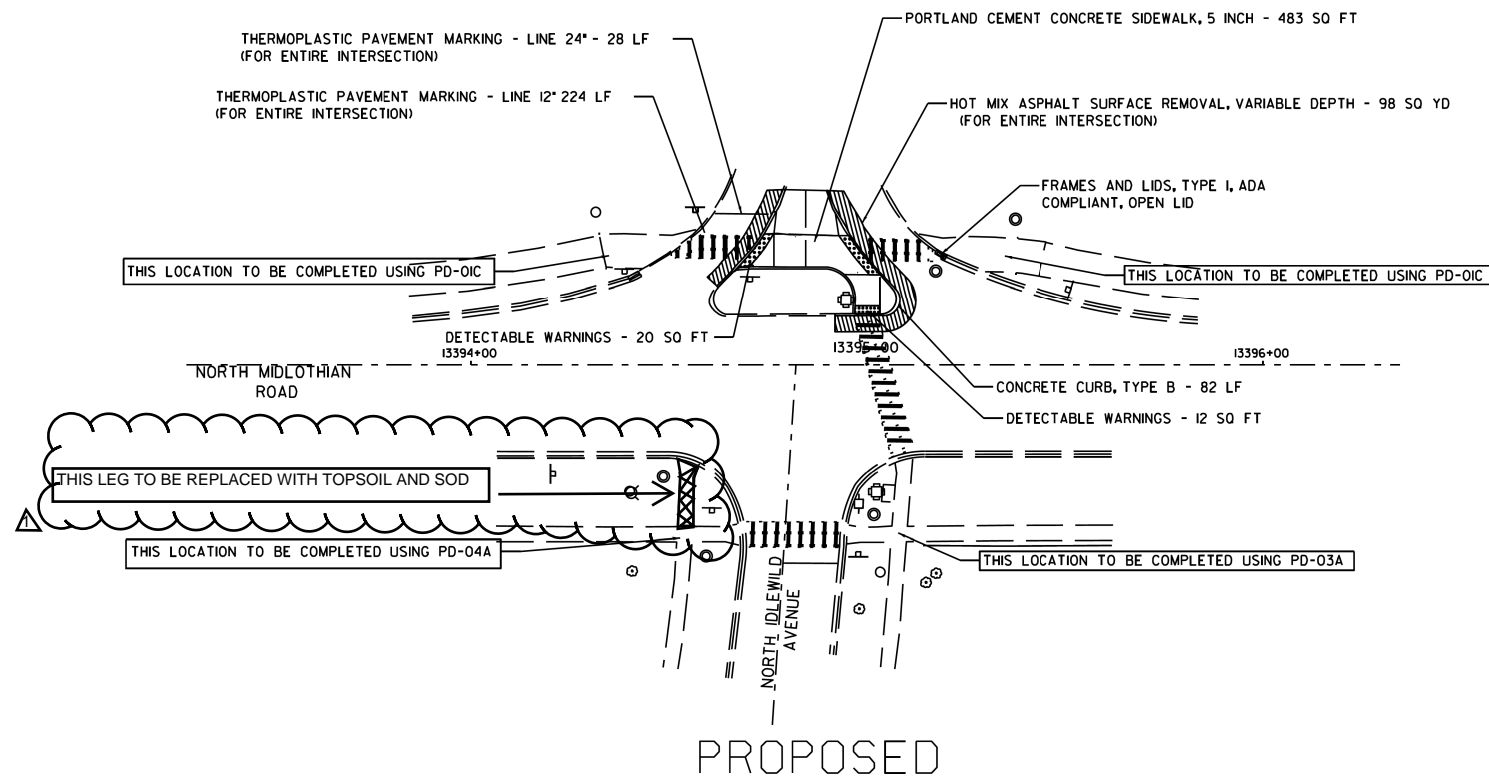 PORTLAND CEMENT CONCRETE SIDEWALK, 5 INCH - 483 SQ FT
THERMOPLASTIC PAVEMENT MARKING - LINE 24" - 28 LF
(FOR ENTIRE INTERSECTION)
THERMOPLASTIC PAVEMENT MARKING - LINE 12" 224 LF
(FOR ENTIRE INTERSECTION)
HOT MIX ASPHALT SURFACE REMOVAL, VARIABLE DEPTH - 98 SQ YD
(FOR ENTIRE INTERSECTION)
FRAMES AND LIDS, TYPE 1, ADA
COMPLIANT, OPEN LID
THIS LOCATION TO BE COMPLETED USING PD-01C
THIS LOCATION TO BE COMPLETED USING PD-01C
DETECTABLE WARNINGS - 20 SQ FT
13394+00
13395+00
13396+00
NORTH MIDLOTHIAN
ROAD
CONCRETE CURB, TYPE B - 82 LF
DETECTABLE WARNINGS - 12 SQ FT
THIS LEG TO BE REPLACED WITH TOPSOIL AND SOD
1
THIS LOCATION TO BE COMPLETED USING PD-04A
THIS LOCATION TO BE COMPLETED USING PD-03A
NORTH IDLEWILD
AVENUE
PROPOSED